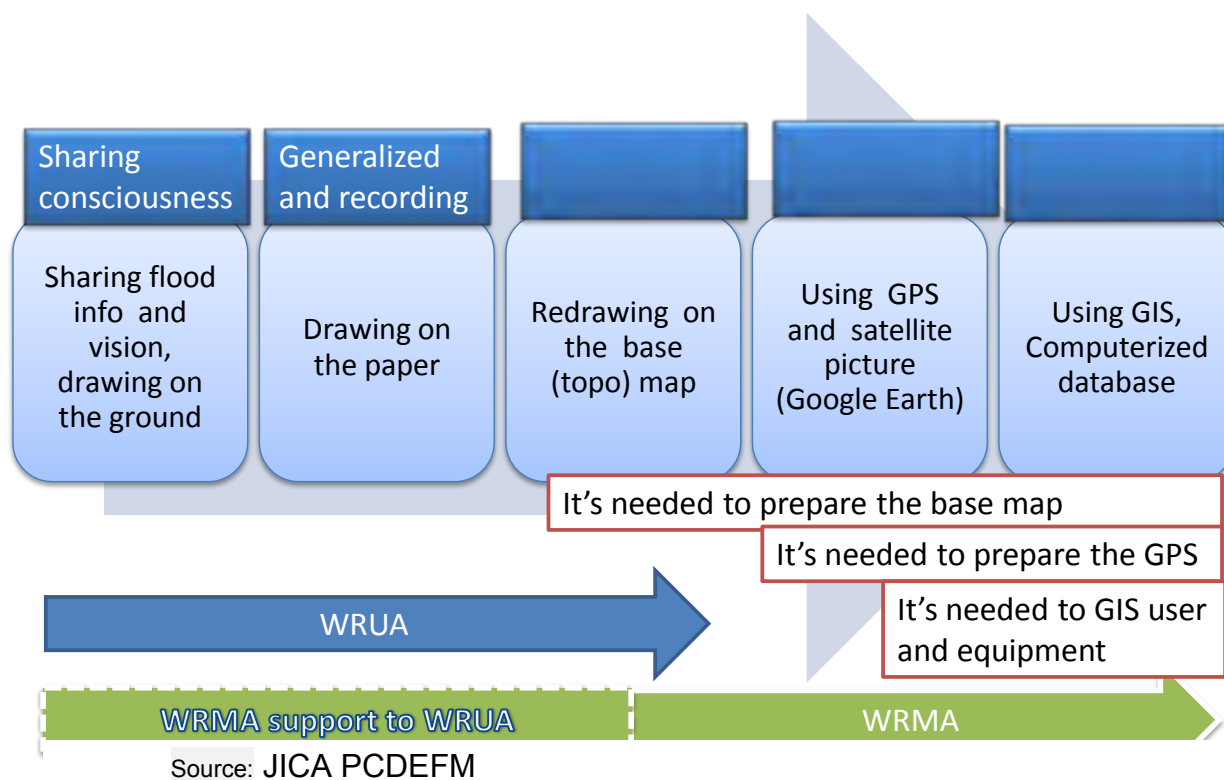 Sharing
consciousness
Generalized
and recording
Sharing flood
info and
vision,
drawing on
the ground
Drawing on
the paper
Redrawing on
the base
(topo) map
Using GPS
and satellite
picture
(Google Earth)
Using GIS,
Computerized
database
It’s needed to prepare the base map
It’s needed to prepare the GPS
It’s needed to GIS user
and equipment
WRUA
WRMA support to WRUA
WRMA
Source: JICA PCDEFM